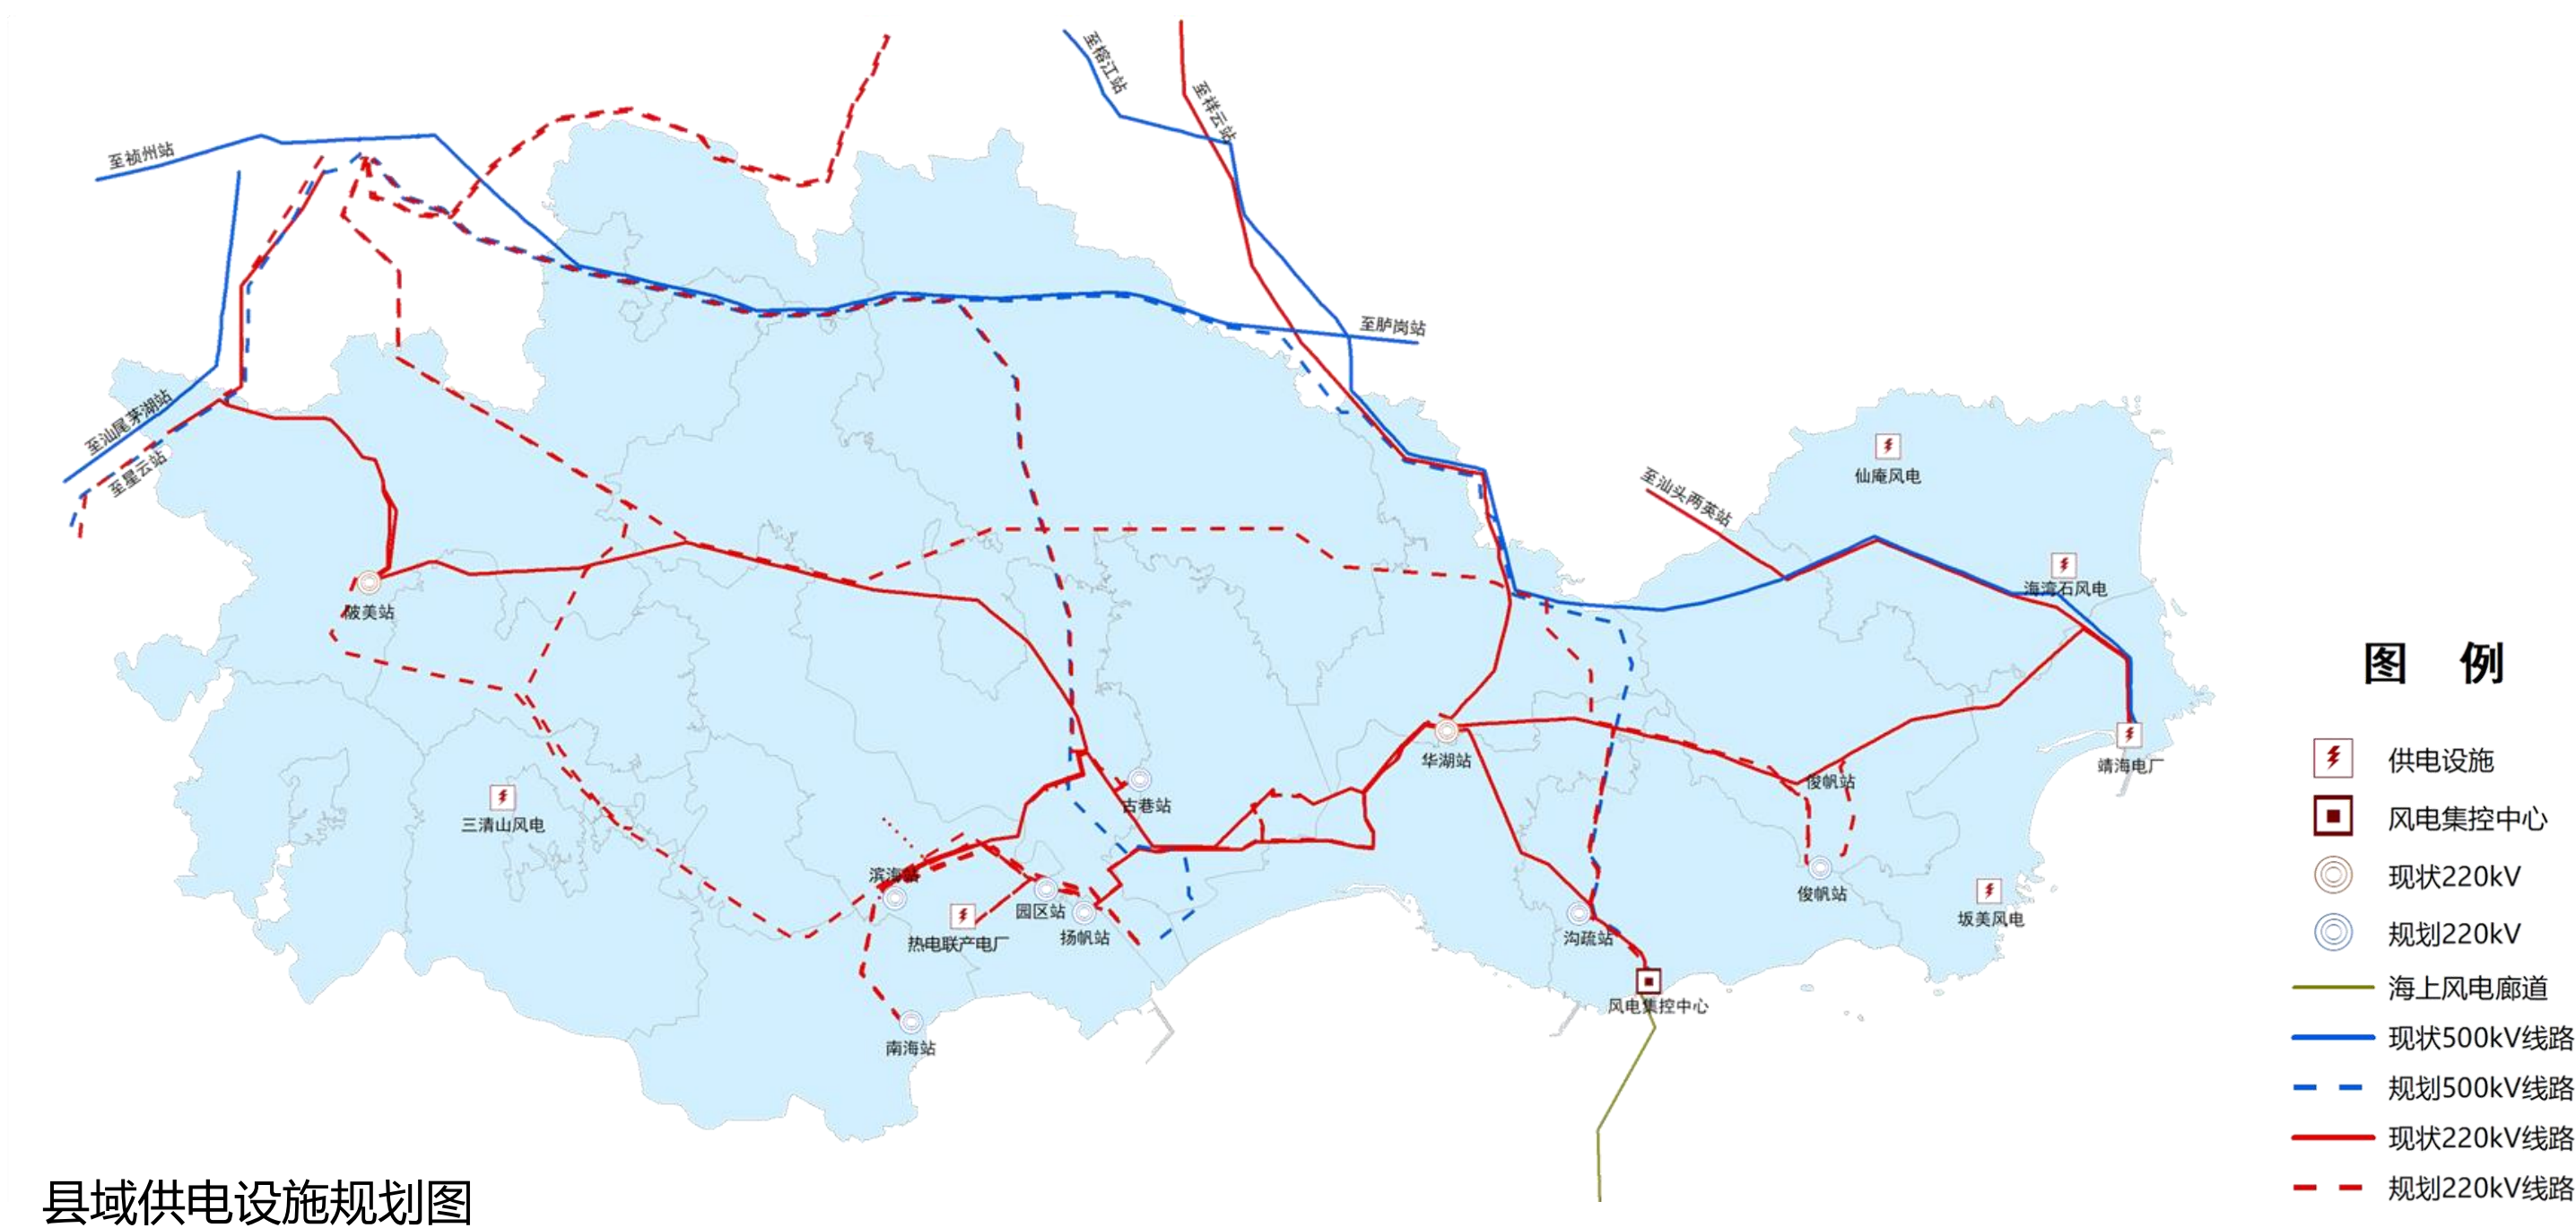 至榕江站
至祥云站
至祯州站
至胪岗站
至汕尾茅湖站
至星云站
至汕头两英站
仙庵风电
海湾石风电
陂美站
华湖站
靖海电厂
俊帆站
古巷站
三清山风电
滨海站
园区站
扬帆站
热电联产电厂
沟疏站
俊帆站
坂美风电
风电集控中心
南海站
图 例
供电设施
风电集控中心
现状220kV
规划220kV
海上风电廊道
现状500kV线路
规划500kV线路
现状220kV线路
规划220kV线路
县域供电设施规划图